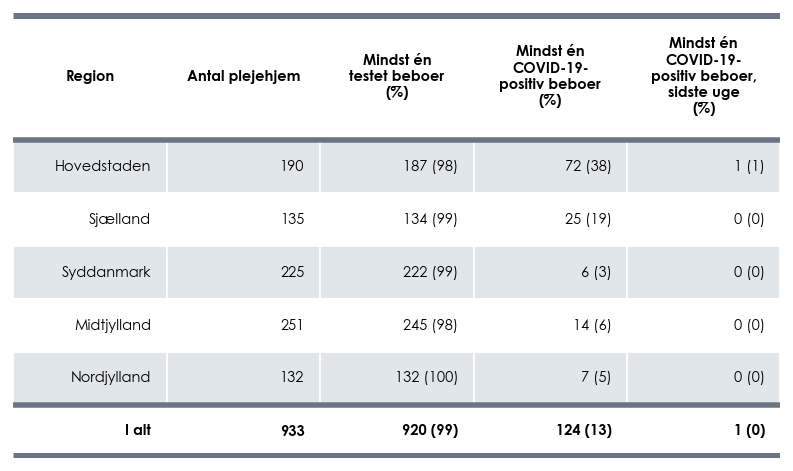 Region Antal plejehjem Mindst én testet beboer (%) Mindst én COVID-19-positiv beboer (%) Mindst én COVID-19-positiv beboer, sidste uge (%)
Hovedstaden 190 187 (98) 72 (38) 1 (1)
Sjælland 135 134 (99) 25 (19) 0 (0)
Syddanmark 225 222 (99) 6 (3) 0 (0)
Midtjylland 251 245 (98) 14 (6) 0 (0)
Nordjylland 132 132 (100) 7 (5) 0 (0)
I alt 933 920 (99) 124 (13) 1 (0)